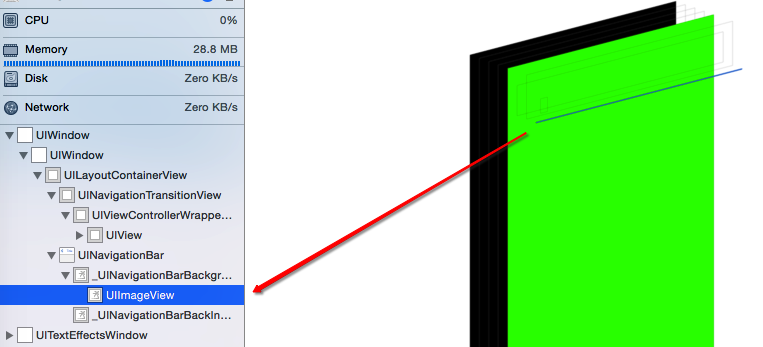 CPU 0%
Memory 28.8 MB
Disk Zero KB/s
Network Zero KB/s
UIWindow
UIWindow
UILayoutContainerView
UINavigationTransitionView
UIViewControllerWrappe...
UIView
UINavigationBar
_UINavigationBarBackgr...
UIImageView
_UINavigationBarBackIn...
UITextEffectsWindow